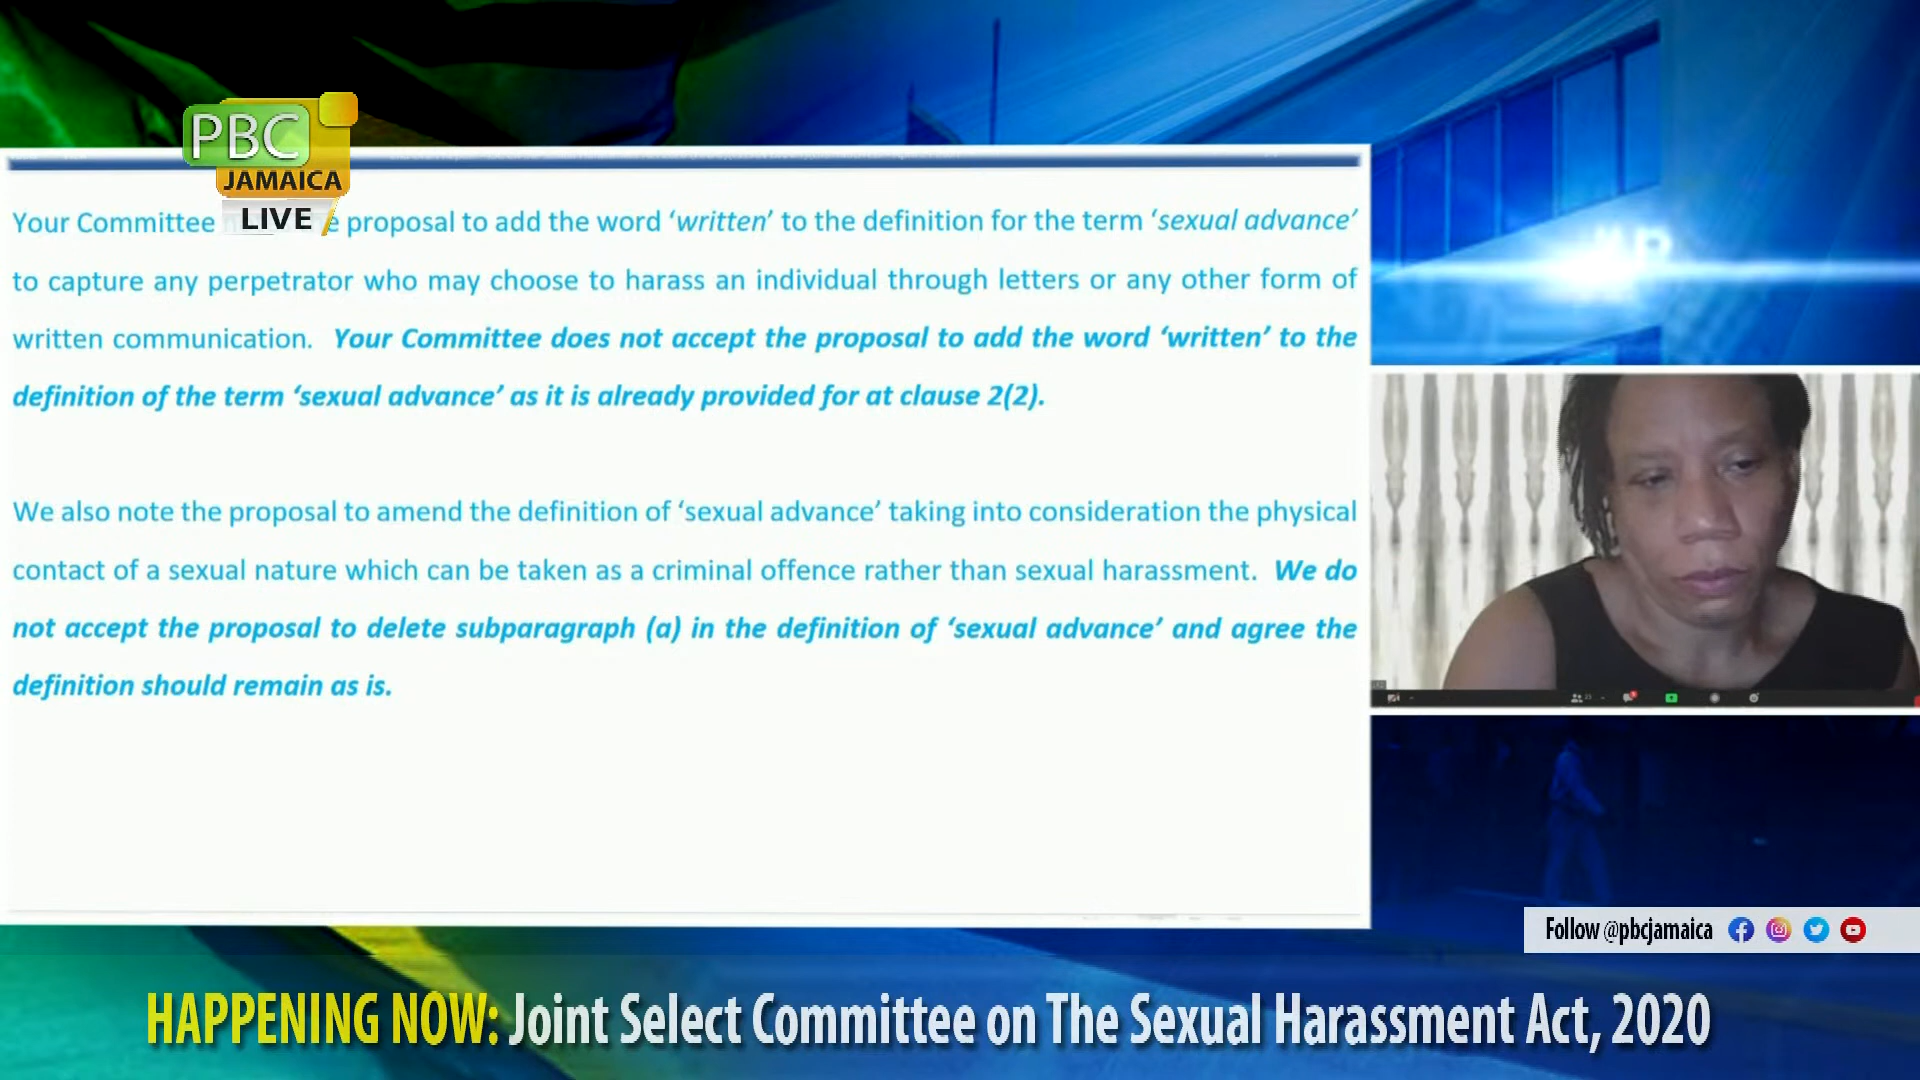 PBC
JAMAICA
LIVE
Your Committee proposal to add the word ‘written’ to the definition for the term ‘sexual advance’
to capture any perpetrator who may choose to harass an individual through letters or any other form of
written communication. Your Committee does not accept the proposal to add the word ‘written’ to the
definition of the term ‘sexual advance’ as it is already provided for at clause 2(2).
We also note the proposal to amend the definition of ‘sexual advance’ taking into consideration the physical
contact of a sexual nature which can be taken as a criminal offence rather than sexual harassment. We do
not accept the proposal to delete subparagraph (a) in the definition of ‘sexual advance’ and agree the
definition should remain as is.
Follow @pbcjamaica
HAPPENING NOW: Joint Select Committee on The Sexual Harassment Act, 2020